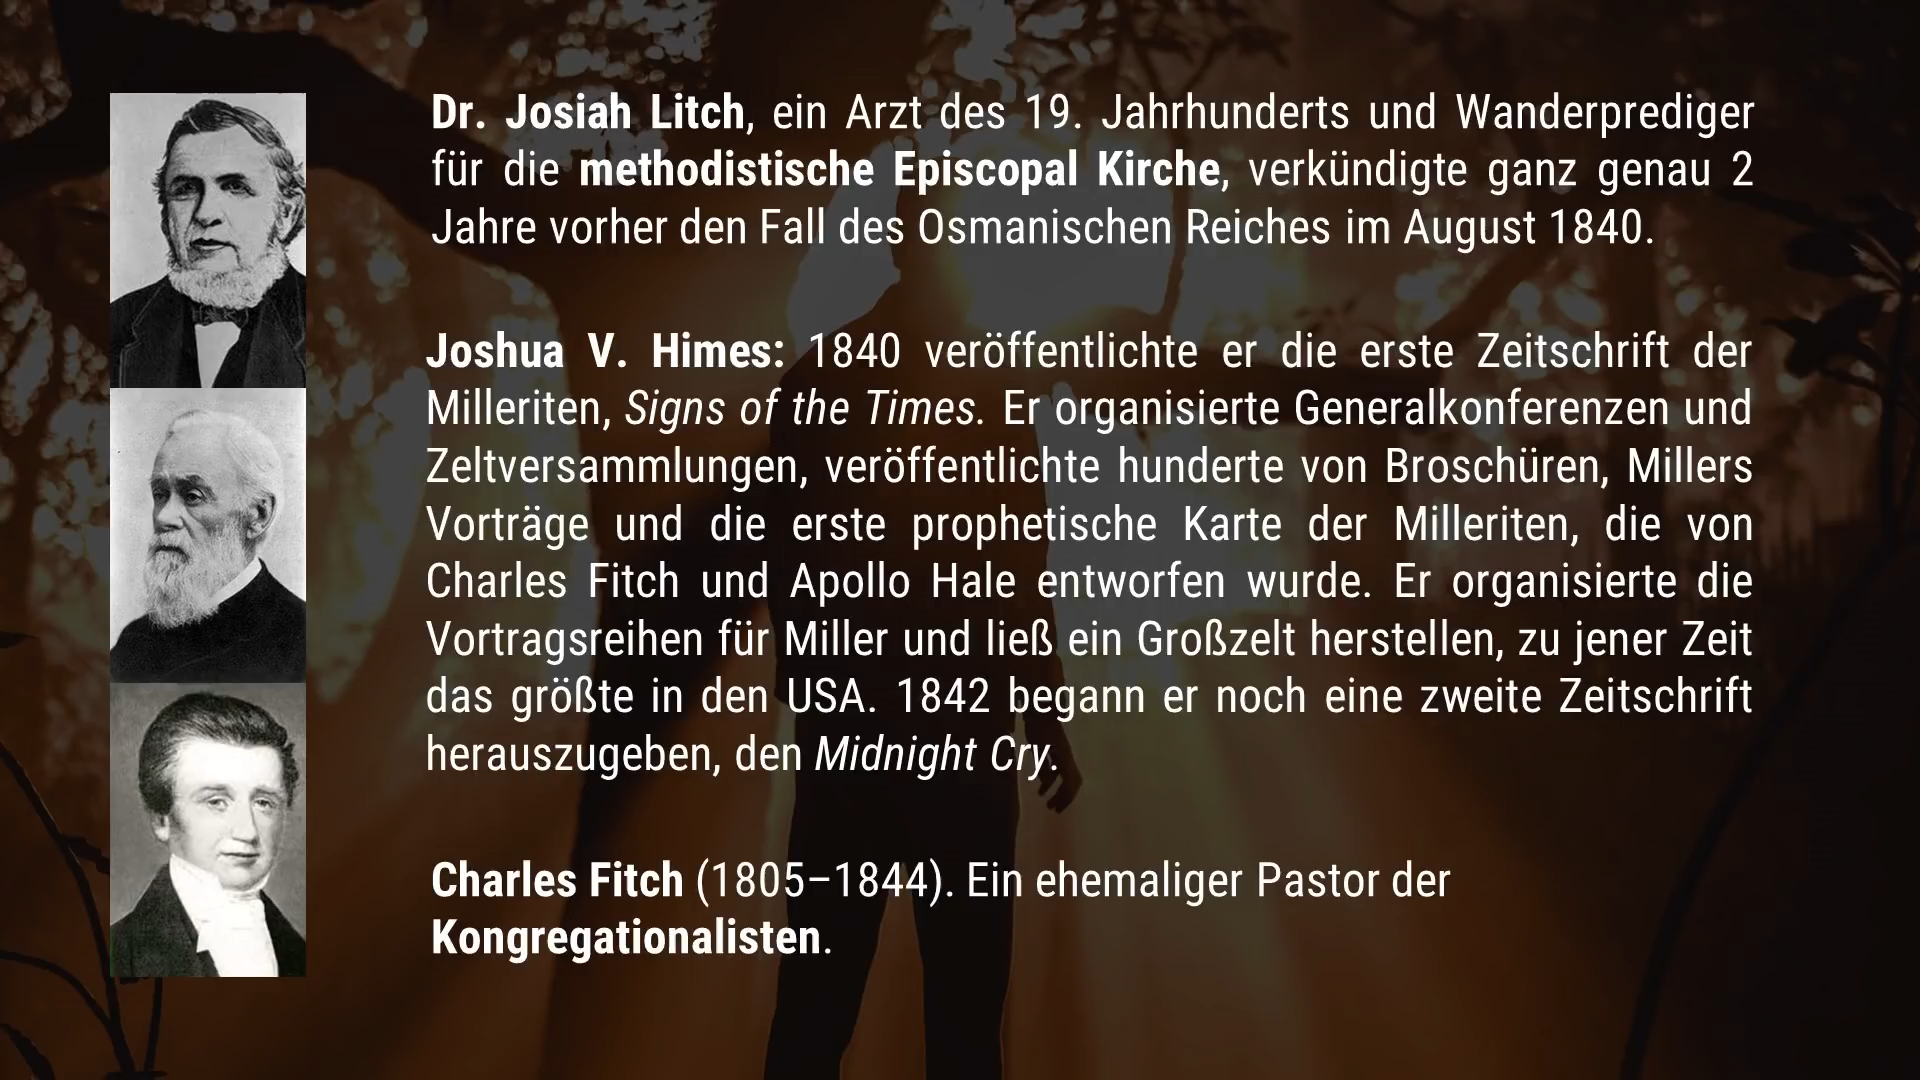 Dr. Josiah Litch, ein Arzt des 19. Jahrhunderts und Wanderprediger
für die methodistische Episcopal Kirche, verkündigte ganz genau 2
Jahre vorher den Fall des Osmanischen Reiches im August 1840.
Joshua V. Himes: 1840 veröffentlichte er die erste Zeitschrift der
Milleriten, Signs of the Times. Er organisierte Generalkonferenzen und
Zeltversammlungen, veröffentlichte hunderte von Broschüren, Millers
Vorträge und die erste prophetische Karte der Milleriten, die von
Charles Fitch und Apollo Hale entworfen wurde. Er organisierte die
Vortragsreihen für Miller und ließ ein Großzelt herstellen, zu jener Zeit
das größte in den USA. 1842 begann er noch eine zweite Zeitschrift
herauszugeben, den Midnight Cry.
Charles Fitch (1805–1844). Ein ehemaliger Pastor der
Kongregationalisten.